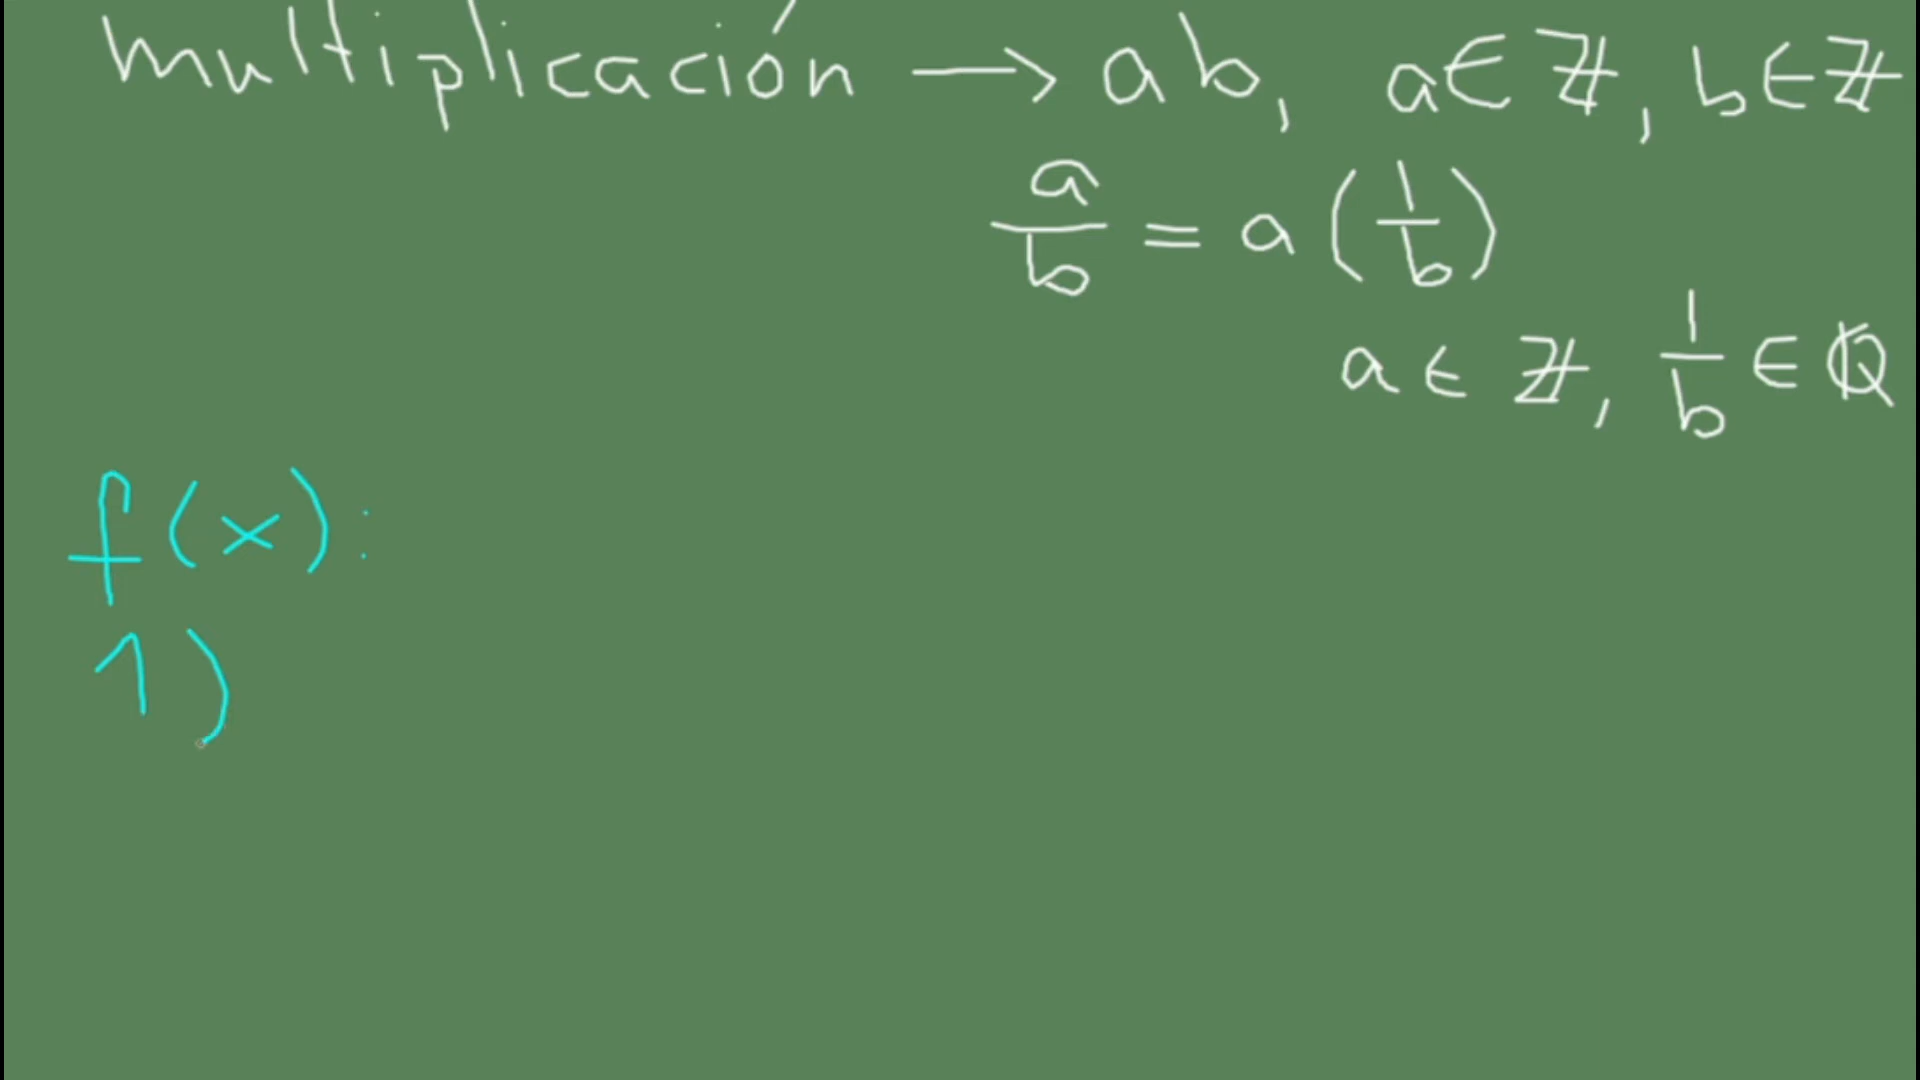 multiplicación → ab, a∈ℤ, b∈ℤ
a/b = a(1/b)
a∈ℤ, 1/b∈ℚ
f(x):
1)